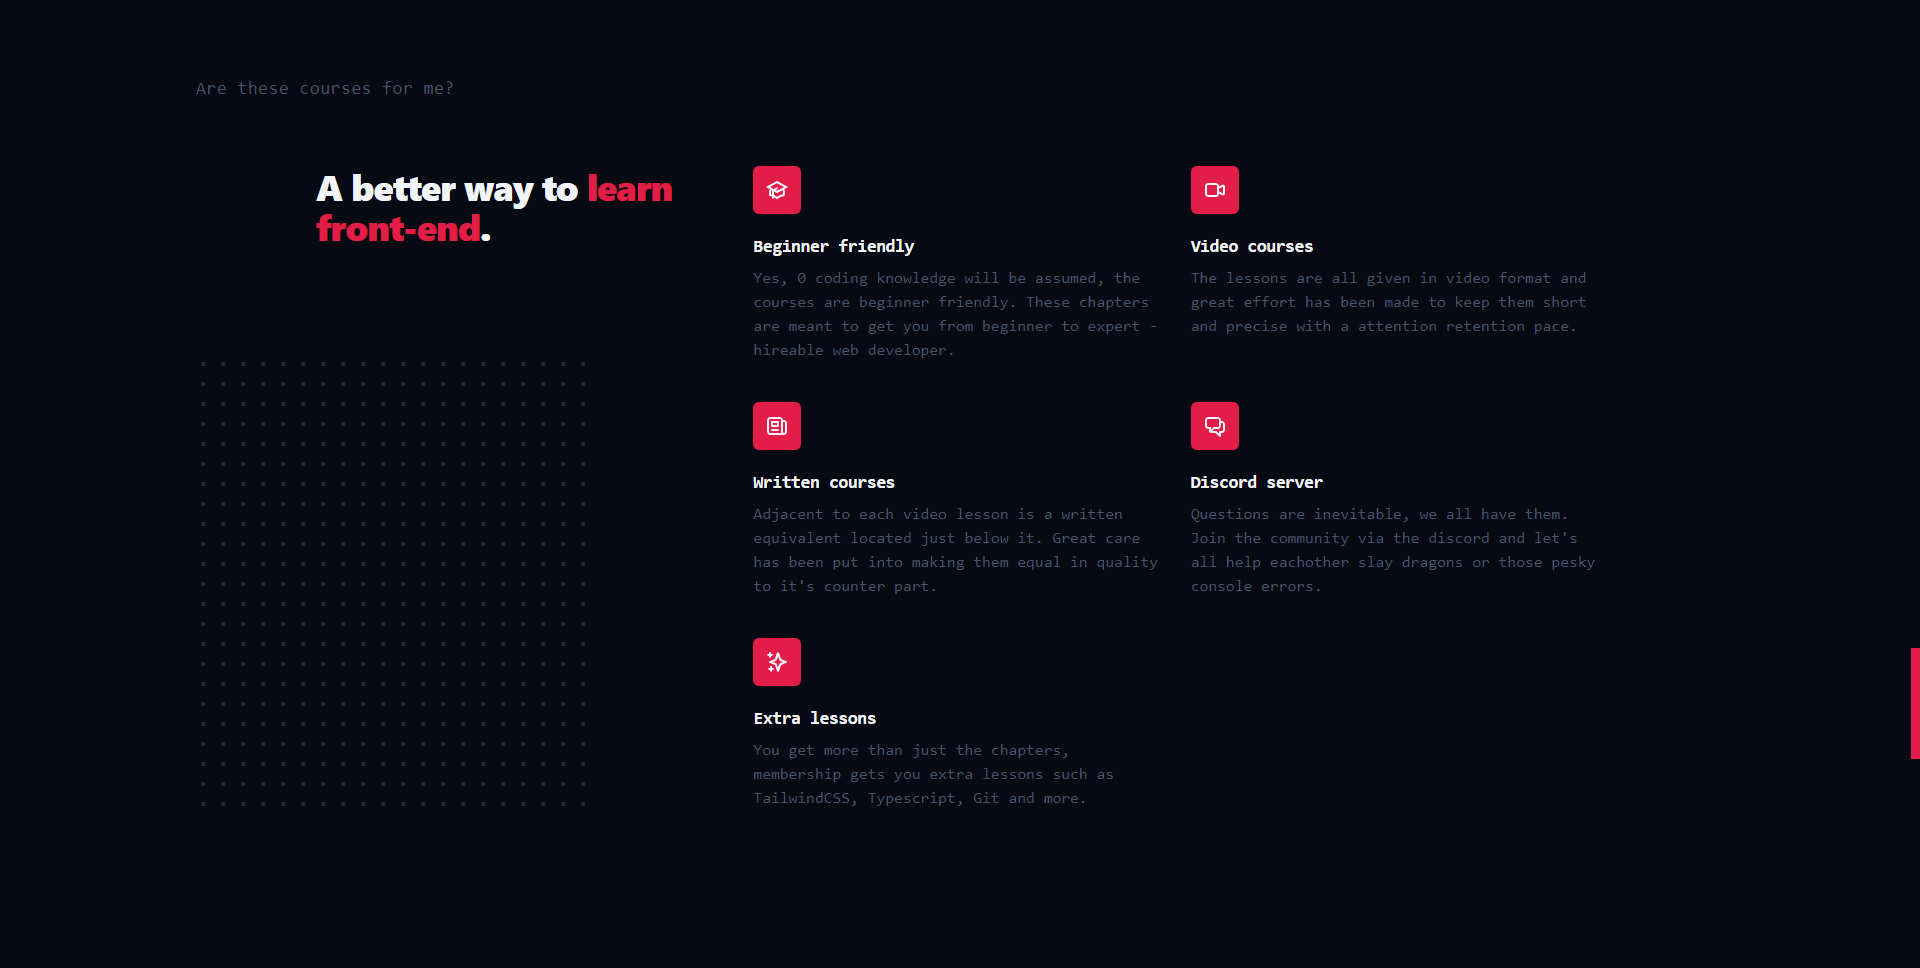 Are these courses for me?
A better way to learn
front-end.
Beginner friendly
Yes, 0 coding knowledge will be assumed, the
courses are beginner friendly. These chapters
are meant to get you from beginner to expert -
hireable web developer.
Video courses
The lessons are all given in video format and
great effort has been made to keep them short
and precise with a attention retention pace.
Written courses
Adjacent to each video lesson is a written
equivalent located just below it. Great care
has been put into making them equal in quality
to it's counter part.
Discord server
Questions are inevitable, we all have them.
Join the community via the discord and let's
all help eachother slay dragons or those pesky
console errors.
Extra lessons
You get more than just the chapters,
membership gets you extra lessons such as
TailwindCSS, Typescript, Git and more.